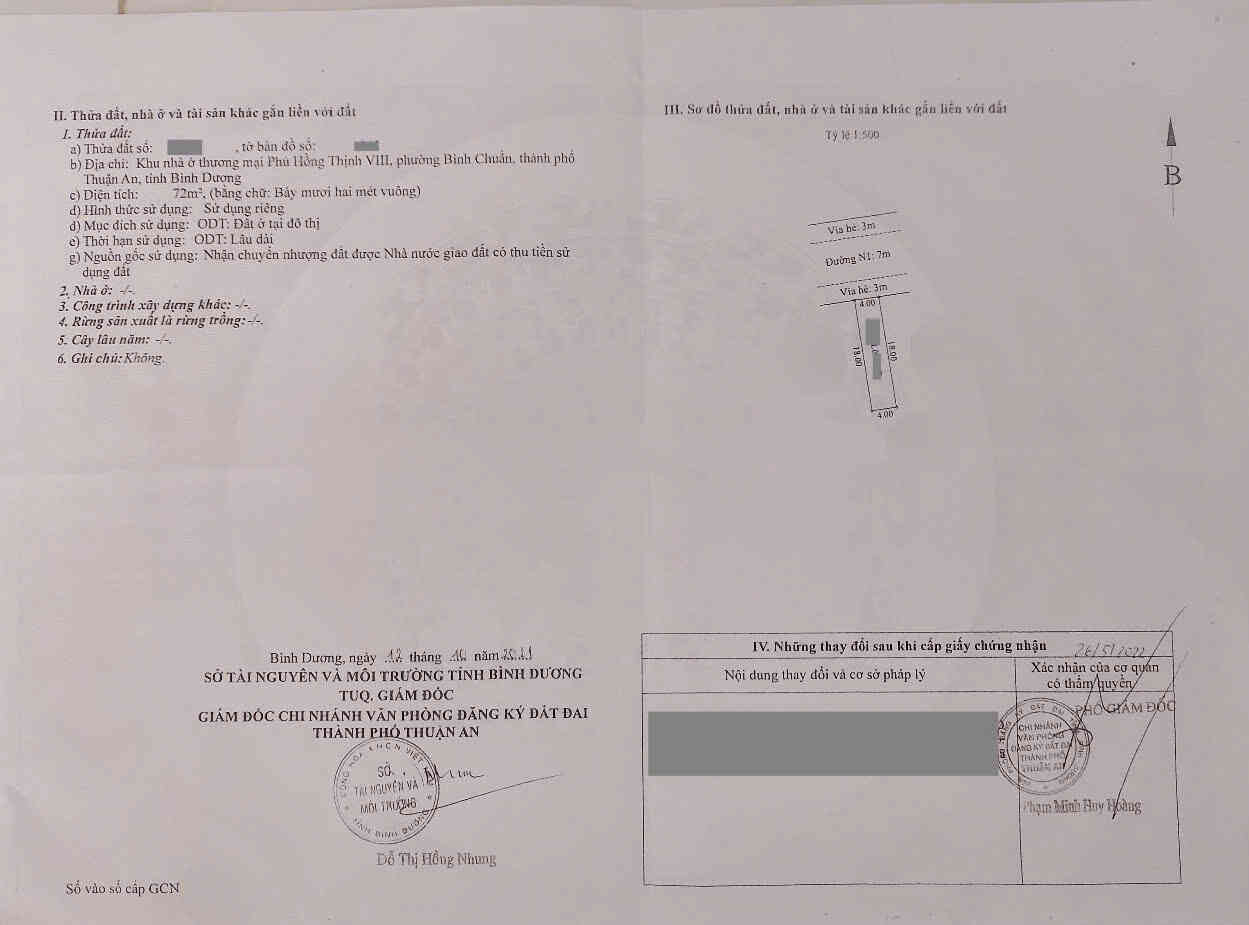 II. Thửa đất, nhà ở và tài sản khác gắn liền với đất
1. Thửa đất:
a) Thửa đất số: , tờ bản đồ số:
b) Địa chỉ: Khu nhà ở thương mại Phú Hồng Thịnh VIII, phường Bình Chuẩn, thành phố
Thuận An, tỉnh Bình Dương
c) Diện tích: 72m², (bằng chữ: Bảy mươi hai mét vuông)
d) Hình thức sử dụng: Sử dụng riêng
đ) Mục đích sử dụng: ODT: Đất ở tại đô thị
e) Thời hạn sử dụng: ODT: Lâu dài
g) Nguồn gốc sử dụng: Nhận chuyển nhượng đất được Nhà nước giao đất có thu tiền sử
dụng đất
2. Nhà ở: -/-.
3. Công trình xây dựng khác: -/-.
4. Rừng sản xuất là rừng trồng: -/-.
5. Cây lâu năm: -/-.
6. Ghi chú: Không.
Bình Dương, ngày 12 tháng 10 năm
SỞ TÀI NGUYÊN VÀ MÔI TRƯỜNG TỈNH BÌNH DƯƠNG
TUQ. GIÁM ĐỐC
GIÁM ĐỐC CHI NHÁNH VĂN PHÒNG ĐĂNG KÝ ĐẤT ĐAI
THÀNH PHỐ THUẬN AN
SỞ
TÀI NGUYÊN VÀ
MÔI TRƯỜNG
TỈNH BÌNH DƯƠNG
Đỗ Thị Hồng Nhung
Số vào sổ cấp GCN
III. Sơ đồ thửa đất, nhà ở và tài sản khác gắn liền với đất
Tỷ lệ 1:500
B
Vỉa hè: 3m
Đường N1: 7m
Vỉa hè: 3m
4.00
18.00
18.00
4.00
IV. Những thay đổi sau khi cấp giấy chứng nhận
Nội dung thay đổi và cơ sở pháp lý
26/5/2022
Xác nhận của cơ quan
có thẩm quyền
PHÓ GIÁM ĐỐC
CHI NHÁNH
VĂN PHÒNG
ĐĂNG KÝ ĐẤT ĐAI
THÀNH PHỐ
THUẬN AN
Phạm Minh Huy Hoàng